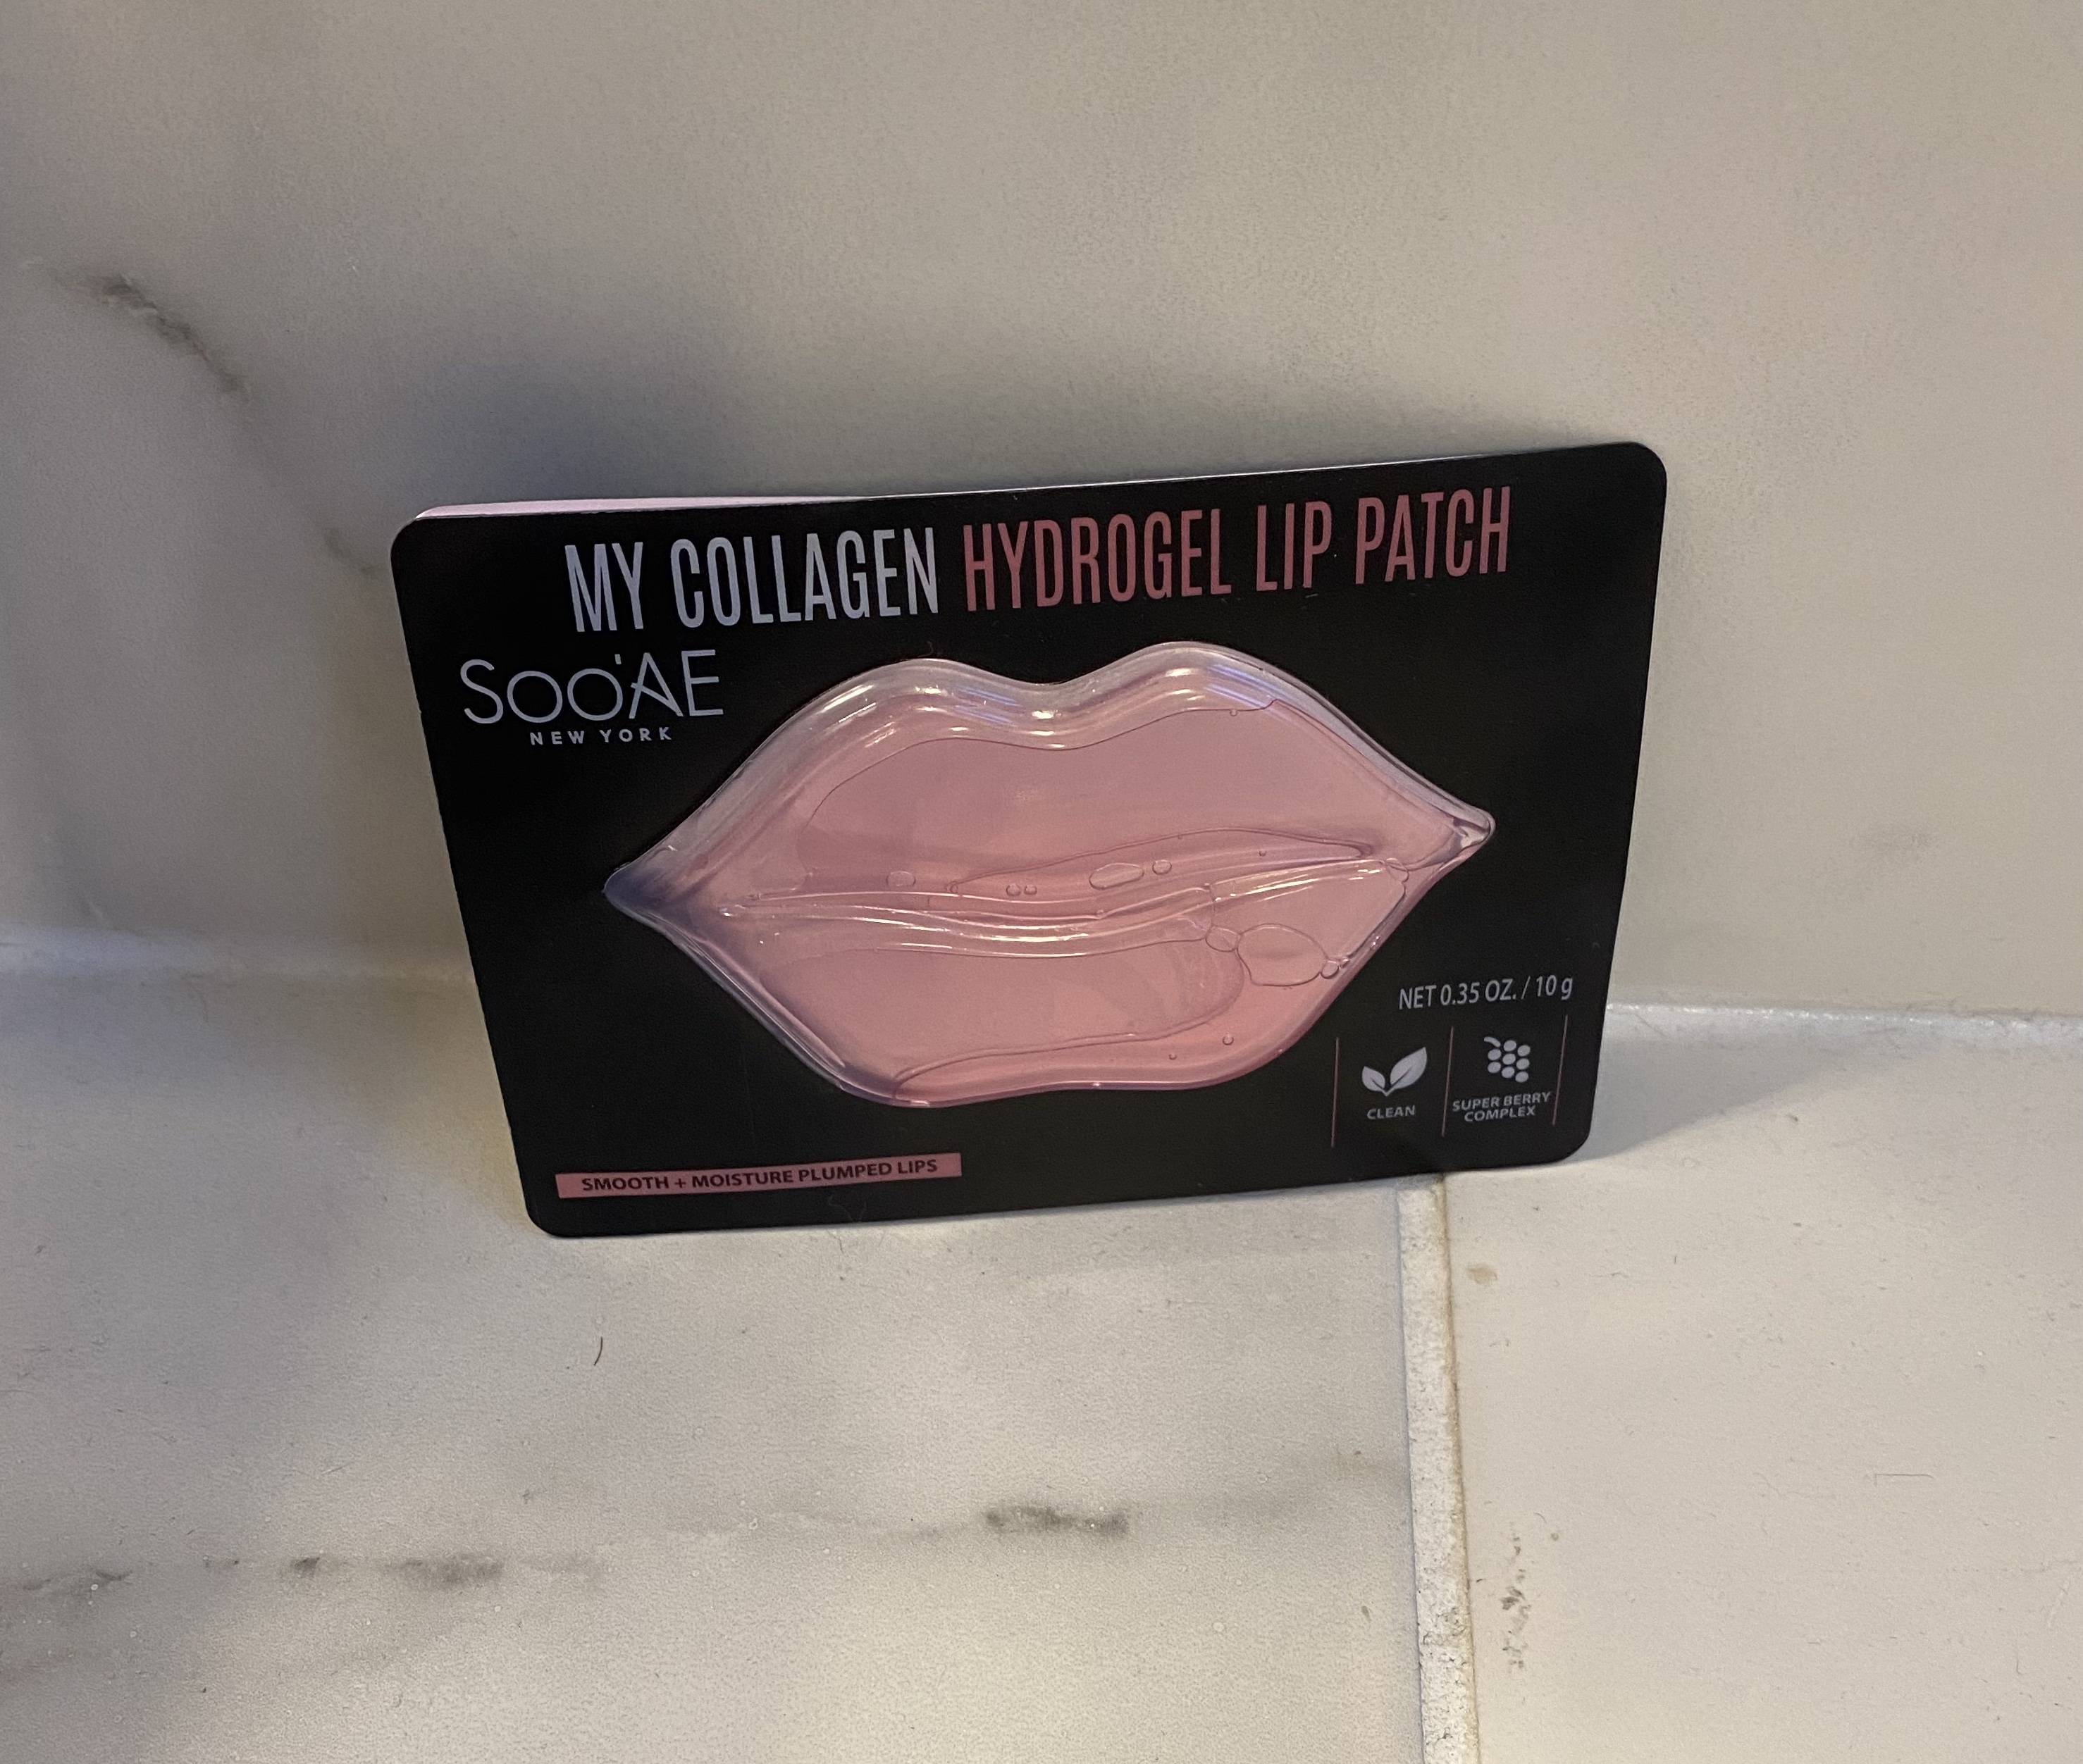 MY COLLAGEN HYDROGEL LIP PATCH
Soo'AE
NEW YORK
NET 0.35 OZ. / 10 g
CLEAN
SUPER BERRY
COMPLEX
SMOOTH + MOISTURE PLUMPED LIPS